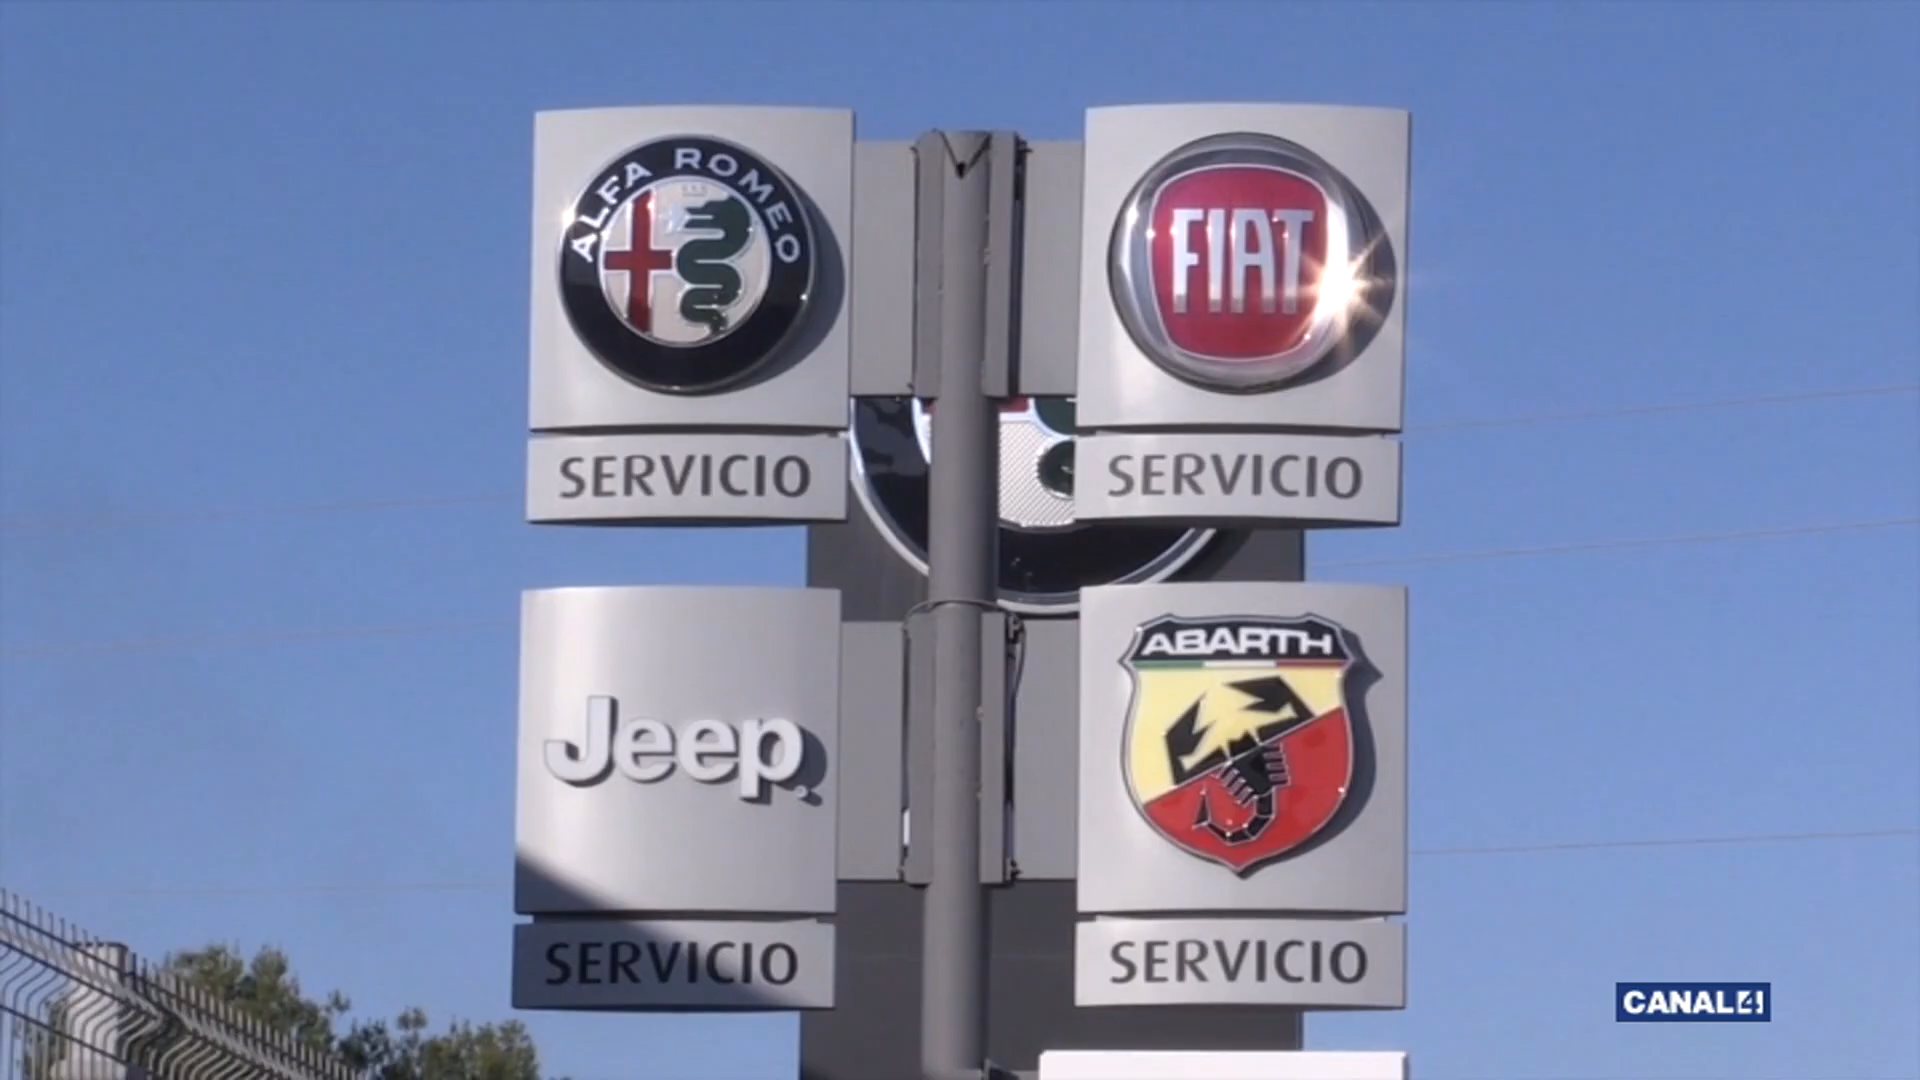 ALFA ROMEO
SERVICIO
FIAT
SERVICIO
Jeep
SERVICIO
ABARTH
SERVICIO
CANAL4